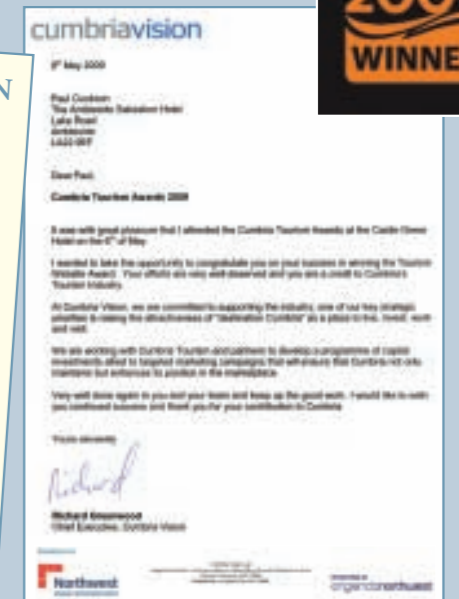 200
WINNE
N
cumbriavision
8th May 2009
Paul
The Ambleside Salutation Hotel
Lake Road
Ambleside
LA22 9
Dear Paul
Cumbria Tourism Awards 2009
It was with great pleasure that I attended the Cumbria Tourism Awards at the Castle Green
Hotel on the 6th of May
I wanted to take the opportunity to congratulate you on your success in winning the Tourism
Website Award. Your efforts are very well deserved and you are a credit to Cumbria's
Tourism Industry.
At Cumbria Vision, we are committed to supporting the industry, one of our key strategic
priorities is raising the attractiveness of "destination Cumbria" as a place to live, invest, work
and visit.
We are working with Cumbria Tourism and partners to develop a programme of capital
investments allied to targeted marketing campaigns that will ensure that Cumbria not only
maintains but enhances its position in the marketplace
Very well done again to you and your team and keep up the good work. I would like to wish
you continued success and thank you for your contribution to Cumbria
Yours sincerely
Richard
Richard Greenwood
Chief Executive, Cumbria Vision
Northwest